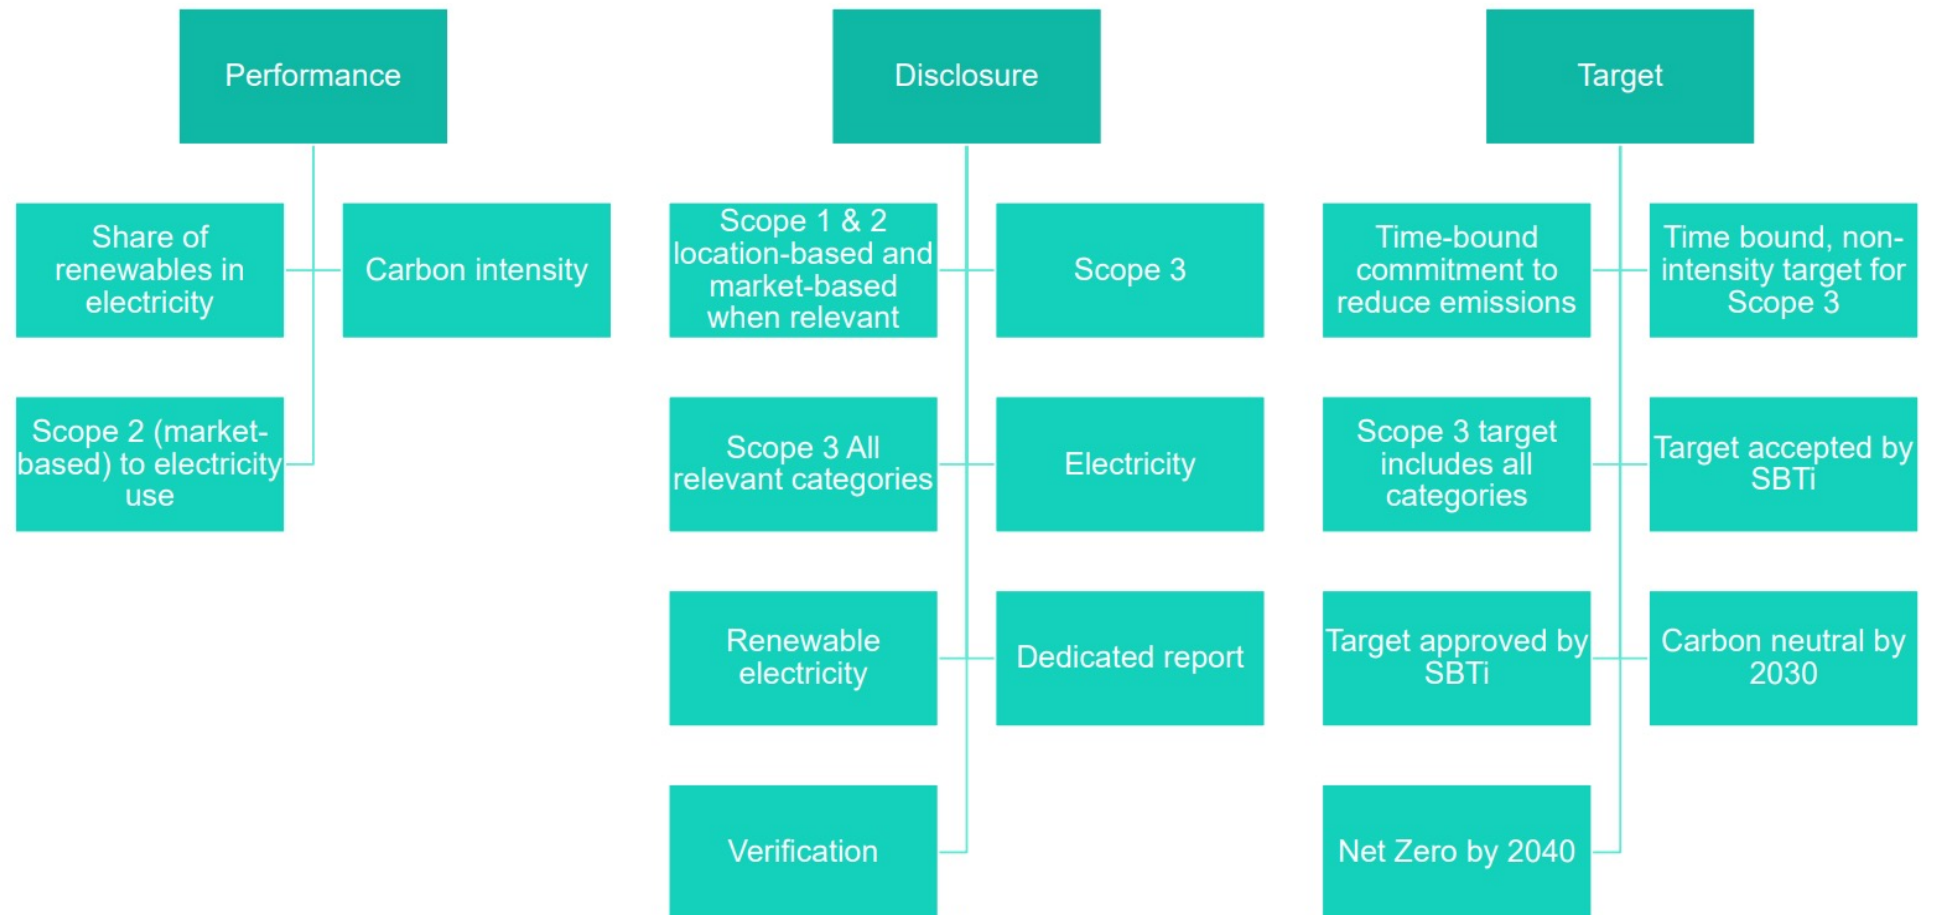 Performance
Disclosure
Target
Share of
renewables in
electricity
Carbon intensity
Scope 1 & 2
location-based and
market-based
when relevant
Scope 3
Time-bound
commitment to
reduce emissions
Time bound, non-
intensity target for
Scope 3
Scope 2 (market-
based) to electricity
use
Scope 3 All
relevant categories
Electricity
Scope 3 target
includes all
categories
Target accepted by
SBTi
Renewable
electricity
Dedicated report
Target approved by
SBTi
Carbon neutral by
2030
Verification
Net Zero by 2040